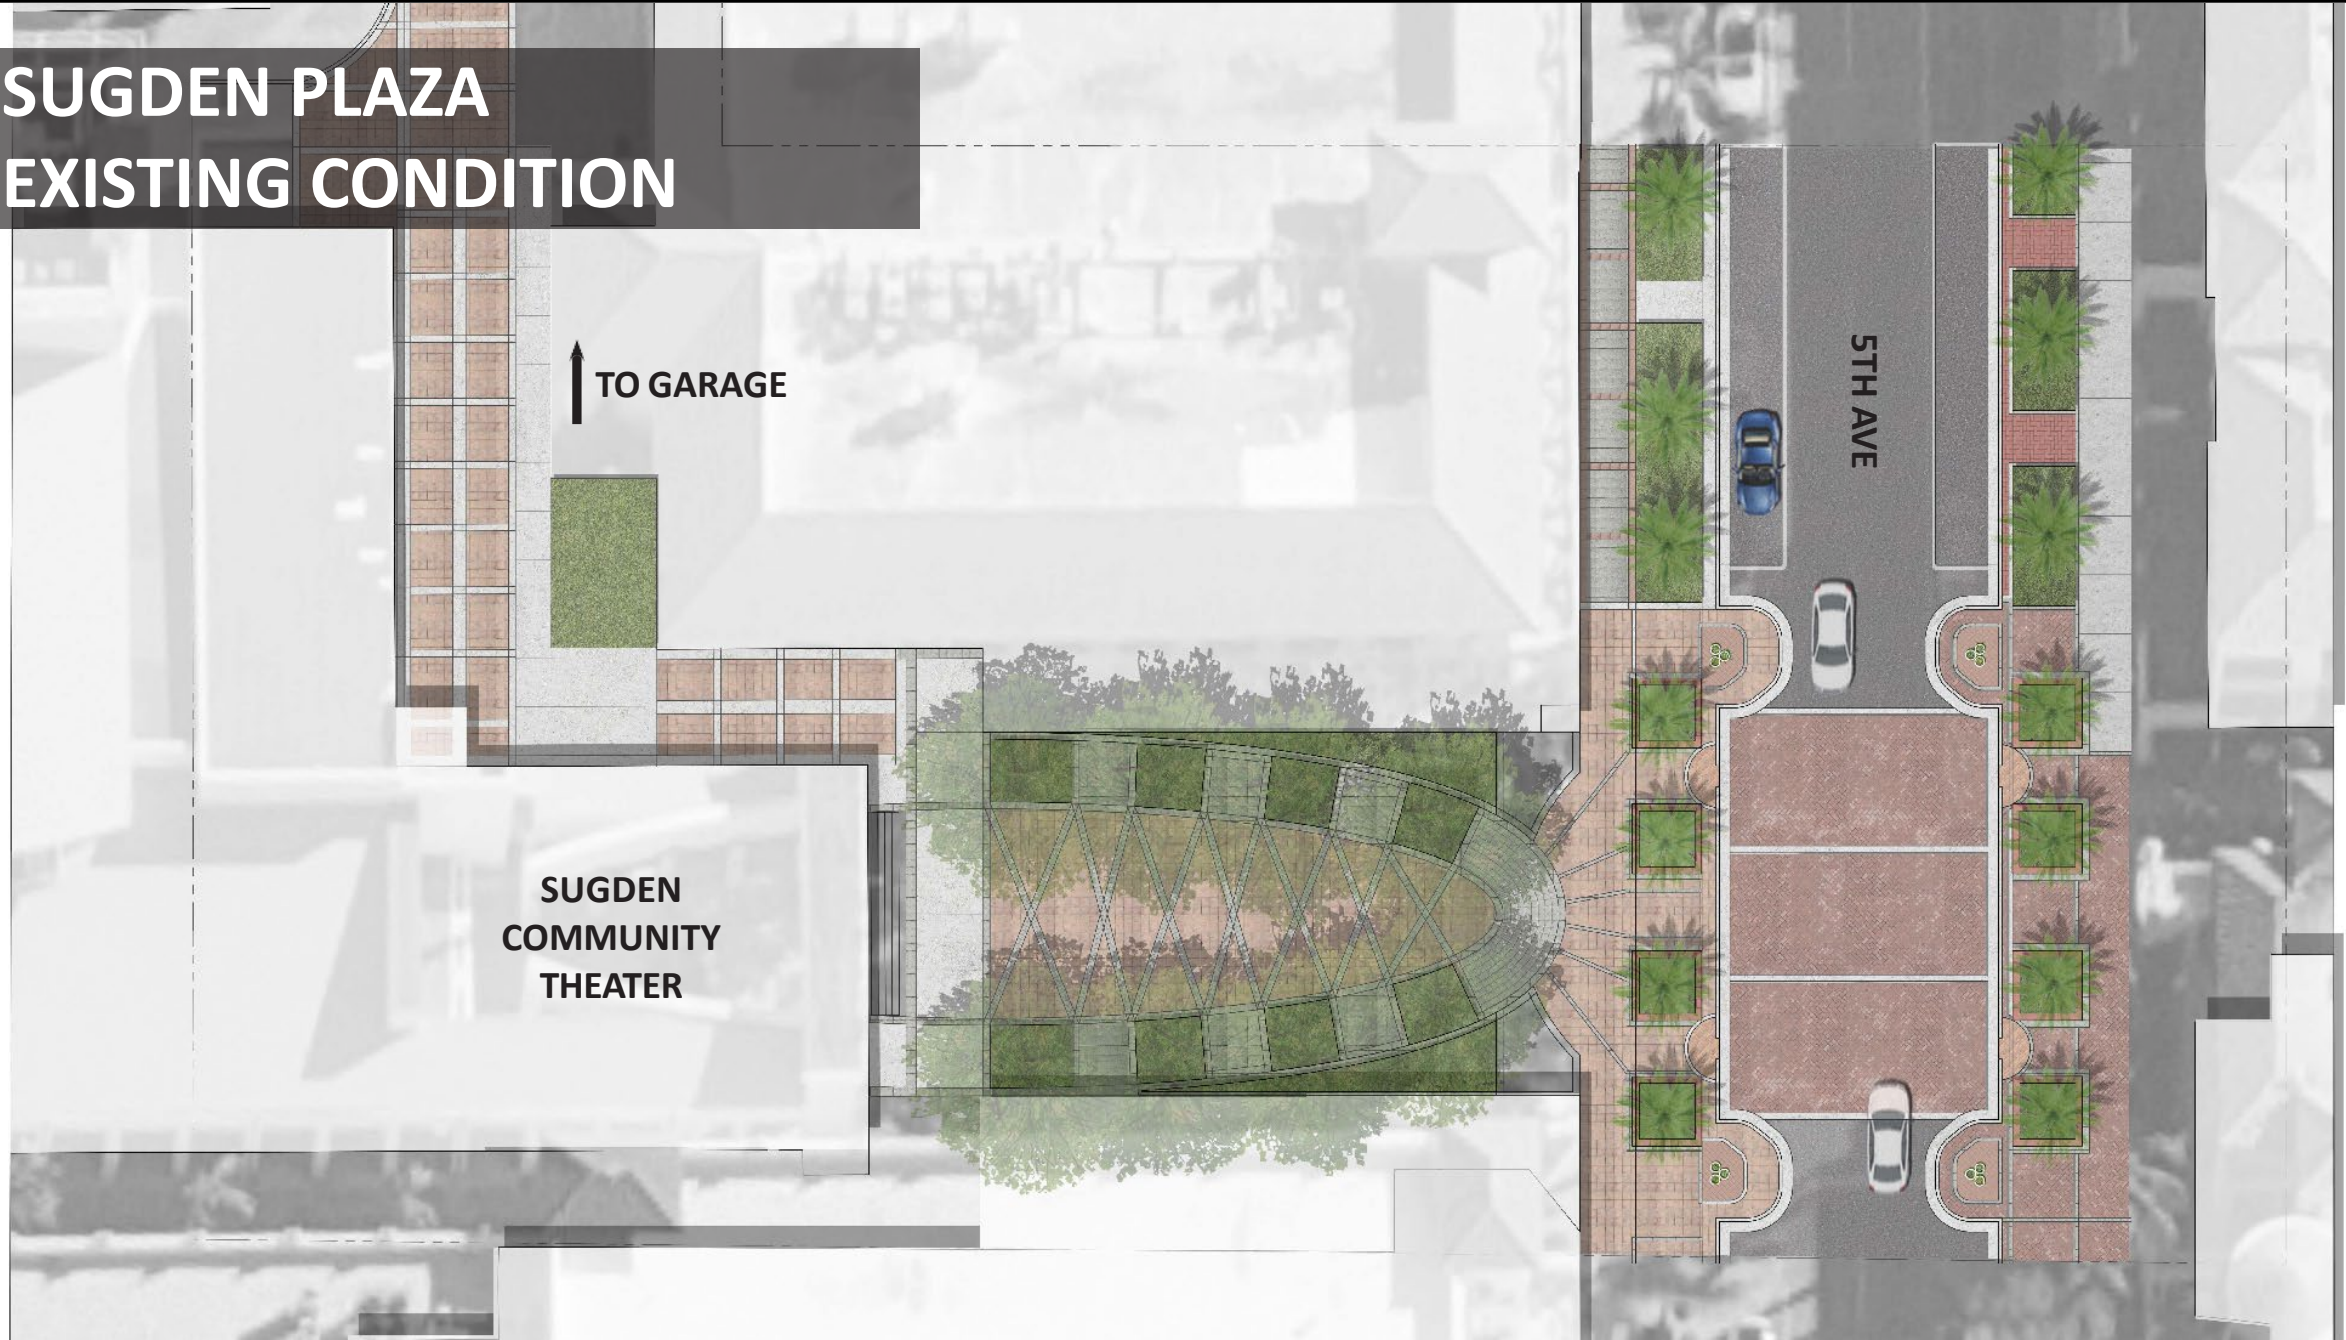 SUGDEN PLAZA
EXISTING CONDITION
TO GARAGE
5TH AVE
SUGDEN
COMMUNITY
THEATER